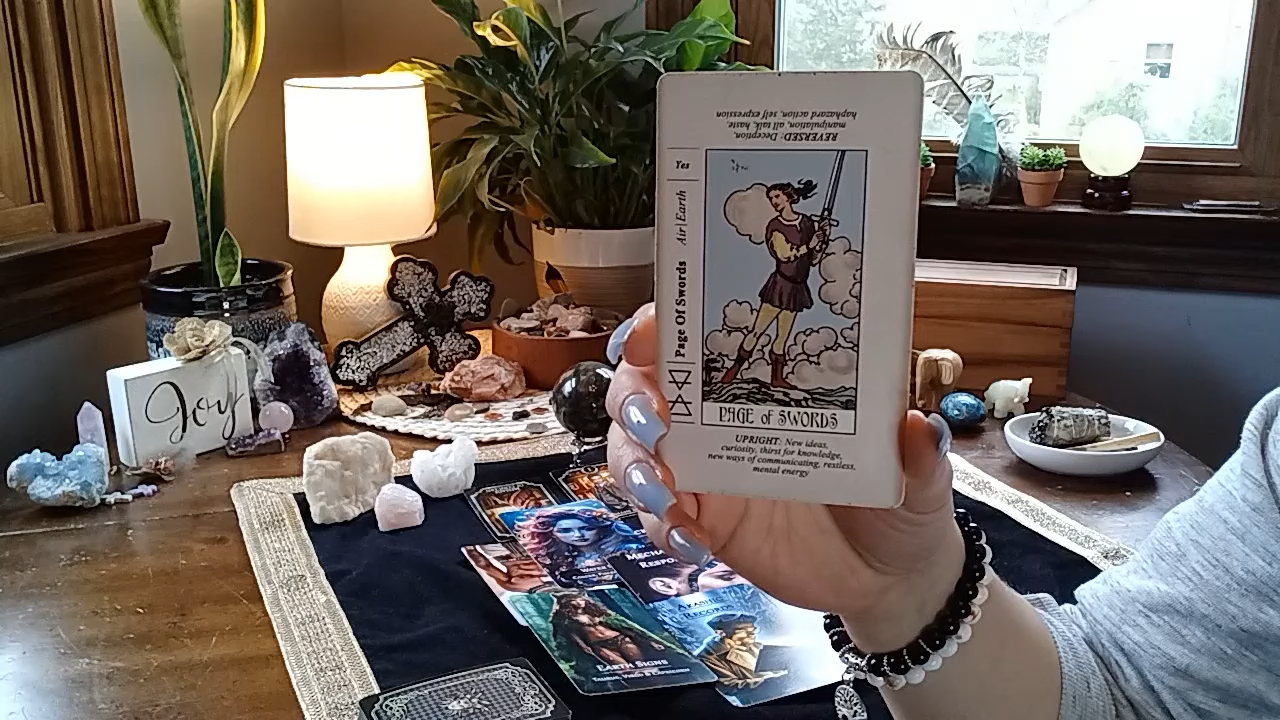 REVERSED: Deception,
manipulation, all talk, haste,
haphazard action, self expression
Yes
Air|Earth
Page Of Swords
PAGE of SWORDS
UPRIGHT: New ideas,
curiosity, thirst for knowledge,
new ways of communicating, restless,
mental energy
Joy
EARTH SIGNS